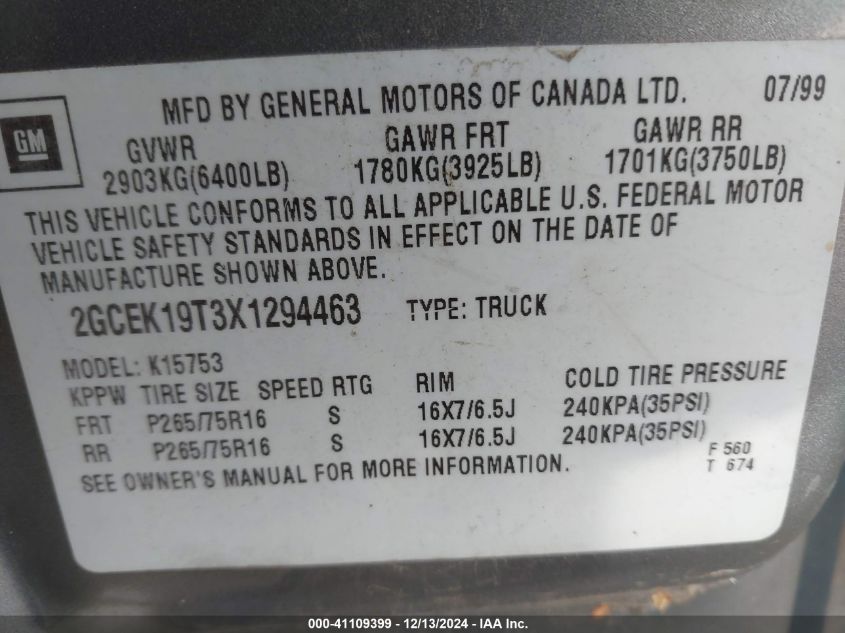 MFD BY GENERAL MOTORS OF CANADA LTD. 07/99
GM
GVWR GAWR FRT GAWR RR
2903KG(6400LB) 1780KG(3925LB) 1701KG(3750LB)
THIS VEHICLE CONFORMS TO ALL APPLICABLE U.S. FEDERAL MOTOR
VEHICLE SAFETY STANDARDS IN EFFECT ON THE DATE OF
MANUFACTURE SHOWN ABOVE.
2GCEK19T3X1294463 TYPE: TRUCK
MODEL: K15753
KPPW TIRE SIZE SPEED RTG RIM COLD TIRE PRESSURE
FRT P265/75R16 S 16X7/6.5J 240KPA(35PSI)
RR P265/75R16 S 16X7/6.5J 240KPA(35PSI)
SEE OWNER'S MANUAL FOR MORE INFORMATION.
F 560
T 674
000-41109399 - 12/13/2024 - IAA Inc.